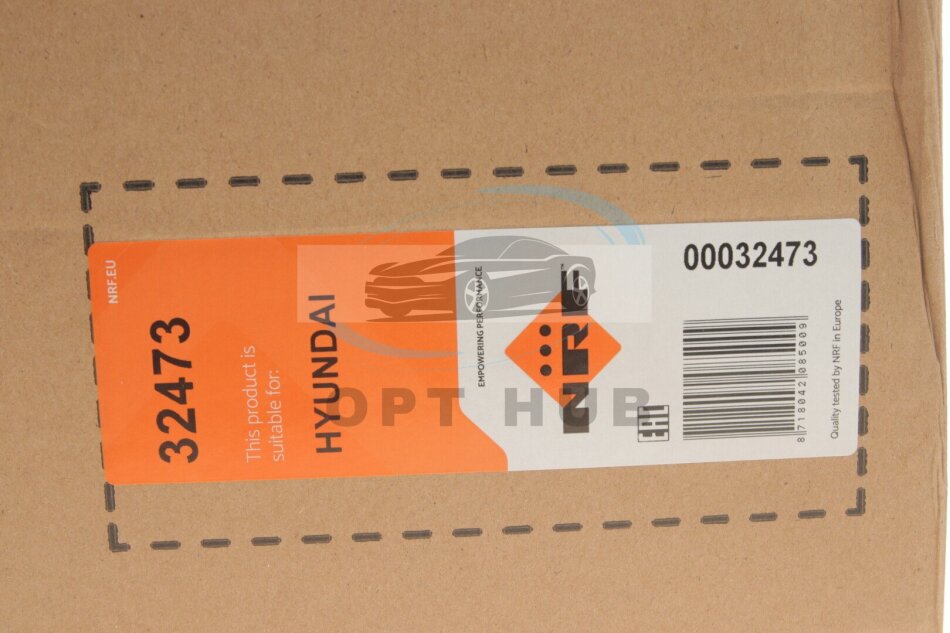 NRF.EU
32473
This product is
suitable for:
HYUNDAI
EMPOWERING PERFORMANCE
NRF
OPT HUB
EAC
00032473
8 718042 085009
Quality tested by NRF in Europe